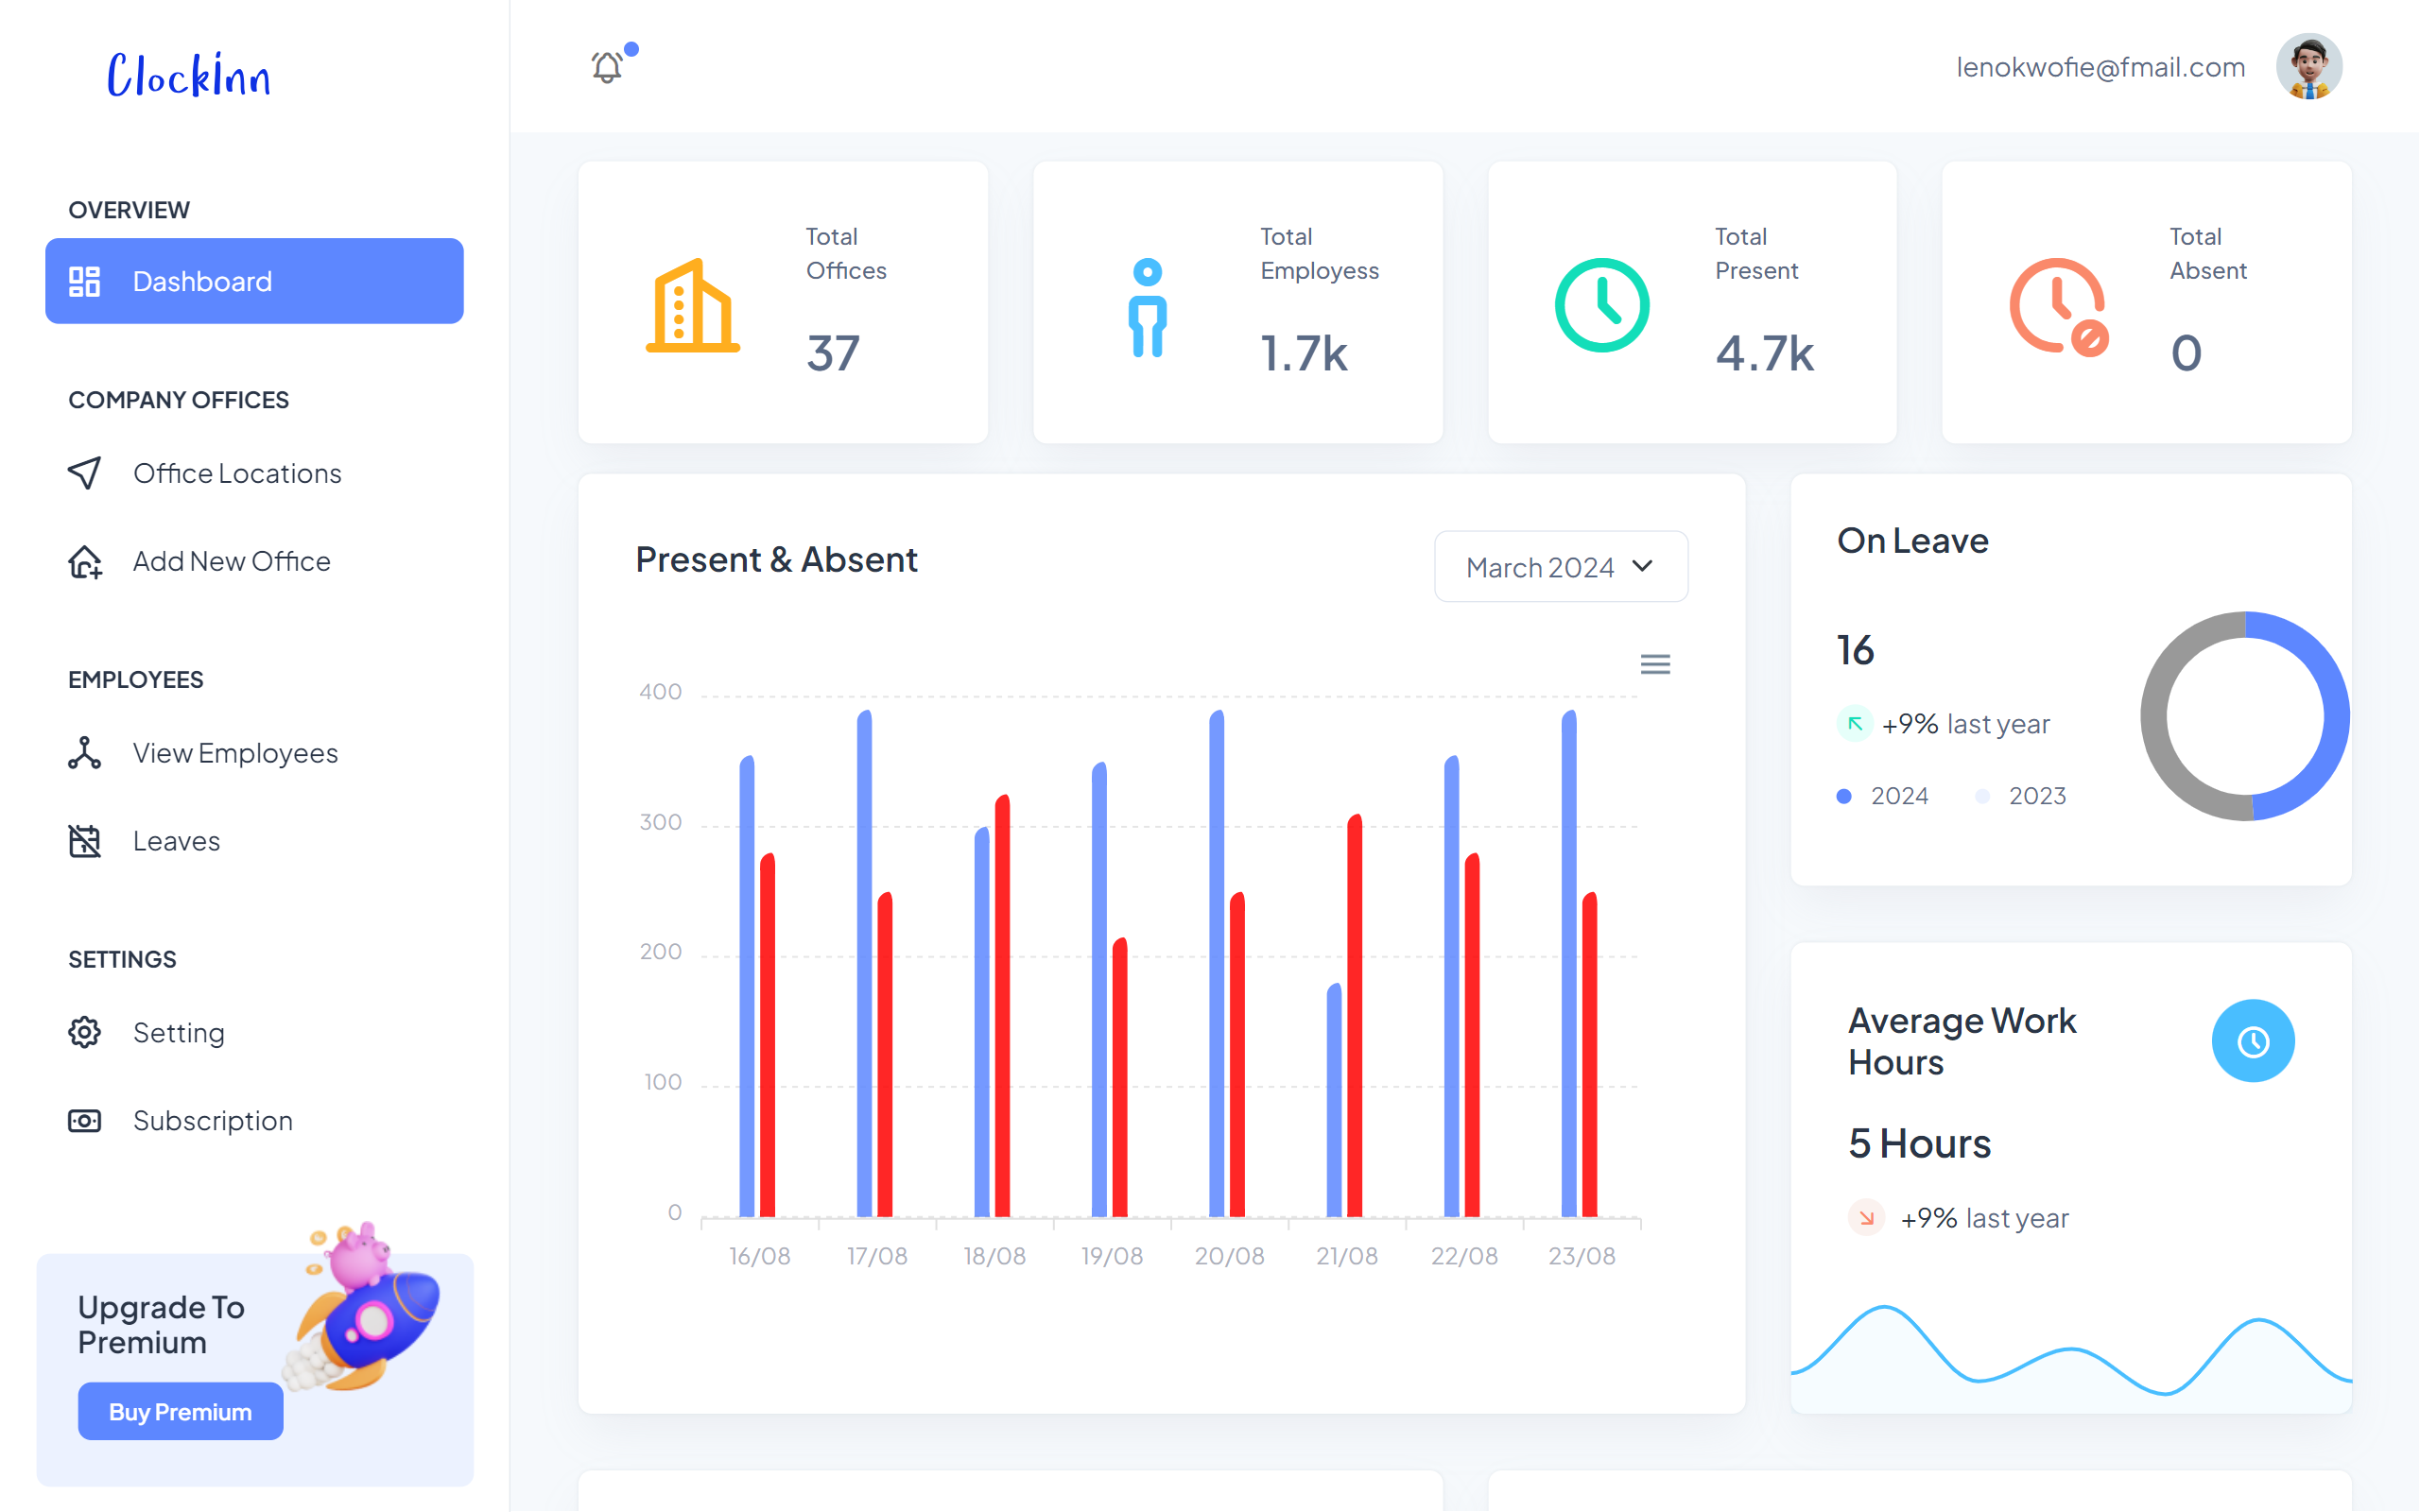 Clockinn
OVERVIEW
Dashboard
COMPANY OFFICES
Office Locations
Add New Office
EMPLOYEES
View Employees
Leaves
SETTINGS
Setting
Subscription
Upgrade To
Premium
Buy Premium
lenokwofie@fmail.com
Total
Offices
37
Total
Employess
1.7k
Total
Present
4.7k
Total
Absent
0
Present & Absent
March 2024
400
300
200
100
0
16/08 17/08 18/08 19/08 20/08 21/08 22/08 23/08
On Leave
16
+9% last year
2024 2023
Average Work
Hours
5 Hours
+9% last year